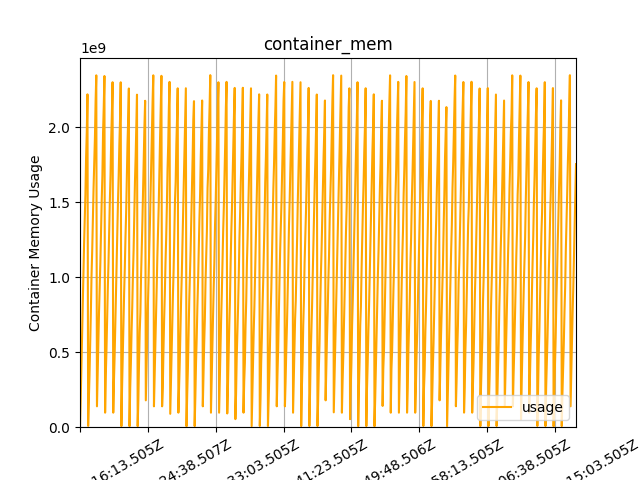 container_mem
1e9
Container Memory Usage
2.0
1.5
1.0
0.5
0.0
usage
16:13.505Z
24:38.507Z
33:03.505Z
41:23.505Z
49:48.506Z
58:13.505Z
06:38.505Z
15:03.505Z